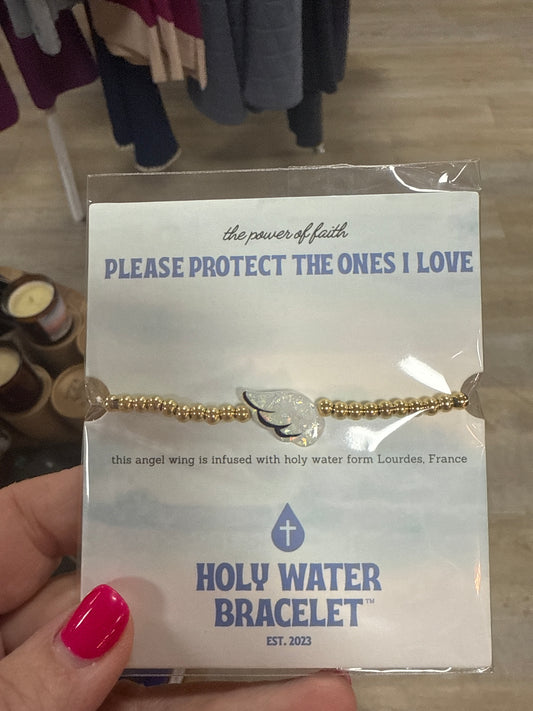 the power of faith
PLEASE PROTECT THE ONES I LOVE
this angel wing is infused with holy water form Lourdes, France
HOLY WATER
BRACELET™
EST. 2023